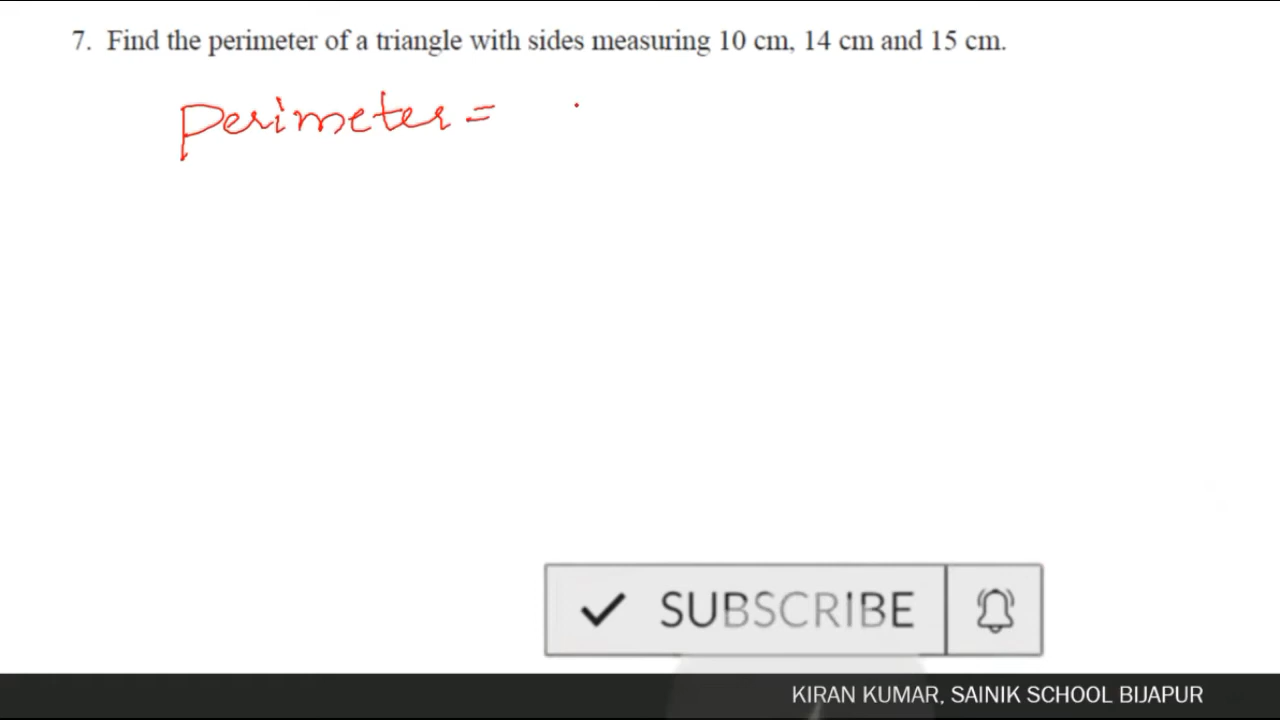 7. Find the perimeter of a triangle with sides measuring 10 cm, 14 cm and 15 cm.
Perimeter =
SUBSCRIBE
KIRAN KUMAR, SAINIK SCHOOL BIJAPUR